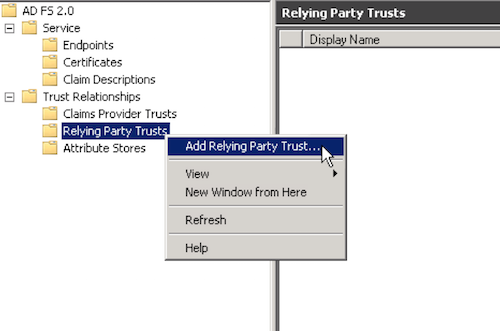 AD FS 2.0
Service
Endpoints
Certificates
Claim Descriptions
Trust Relationships
Claims Provider Trusts
Relying Party Trusts
Attribute Stores
Add Relying Party Trust...
View
New Window from Here
Refresh
Help
Relying Party Trusts
Display Name